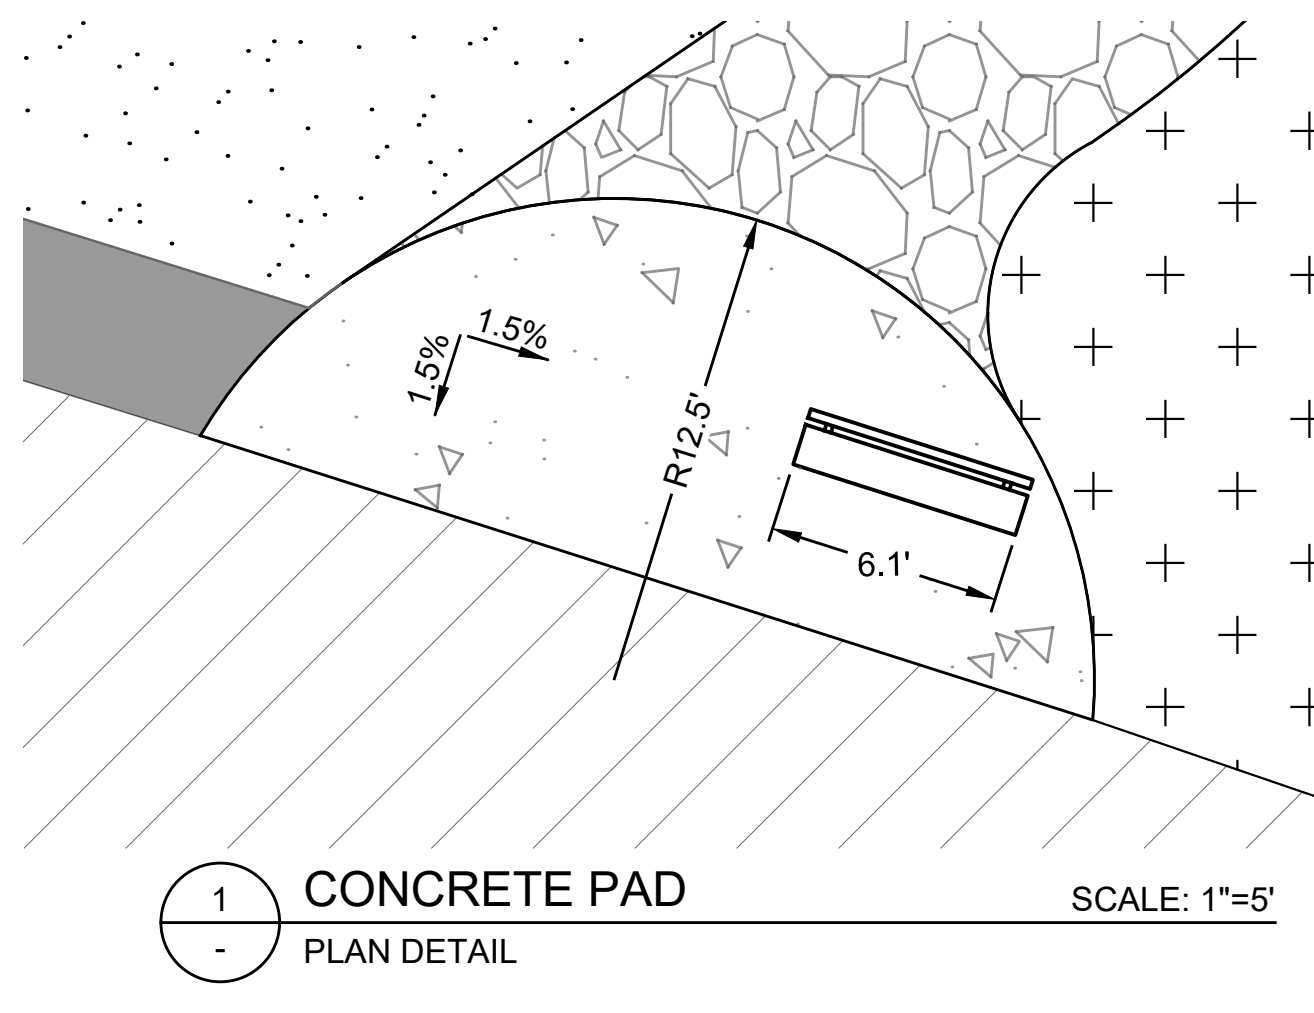 1.5%
1.5%
R12.5'
6.1'
1
CONCRETE PAD
SCALE: 1"=5'
-
PLAN DETAIL